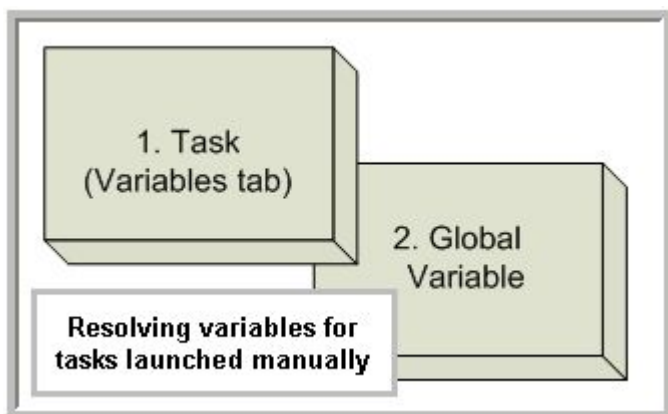 1. Task
(Variables tab)
2. Global
Variable
Resolving variables for
tasks launched manually